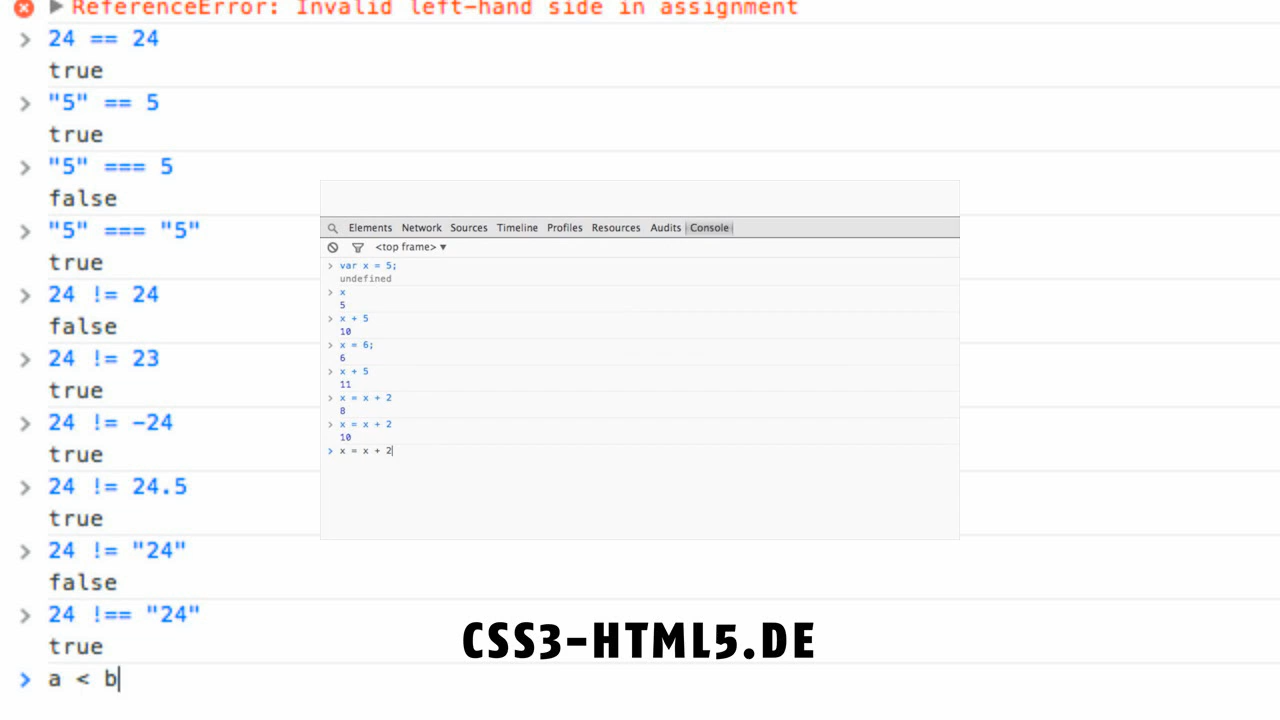 ReferenceError: Invalid left-hand side in assignment
> 24 == 24
true
> "5" == 5
true
> "5" === 5
false
> "5" === "5"
true
> 24 != 24
false
> 24 != 23
true
> 24 != -24
true
> 24 != 24.5
true
> 24 != "24"
false
> 24 !== "24"
true
> a < b
Elements Network Sources Timeline Profiles Resources Audits Console
<top frame> ▼
> var x = 5;
undefined
> x
5
> x + 5
10
> x = 6;
6
> x + 5
11
> x = x + 2
8
> x = x + 2
10
> x = x + 2
CSS3-HTML5.DE